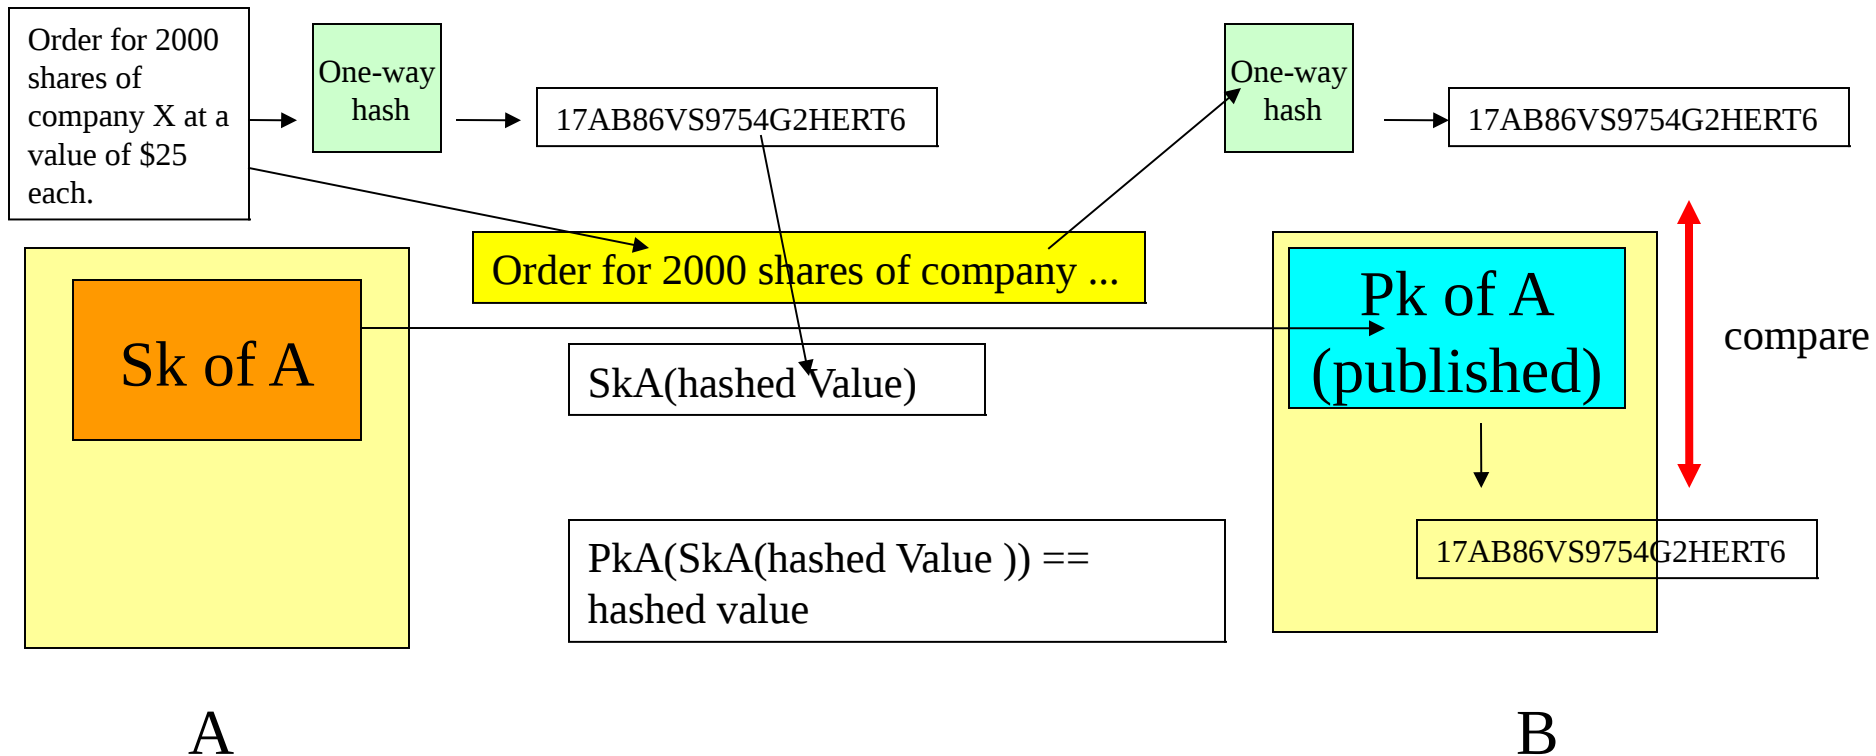 Order for 2000
shares of
company X at a
value of $25
each.
One-way
hash
17AB86VS9754G2HERT6
One-way
hash
17AB86VS9754G2HERT6
Order for 2000 shares of company ...
Sk of A
SkA(hashed Value)
Pk of A
(published)
compare
PkA(SkA(hashed Value )) ==
hashed value
17AB86VS9754G2HERT6
A
B